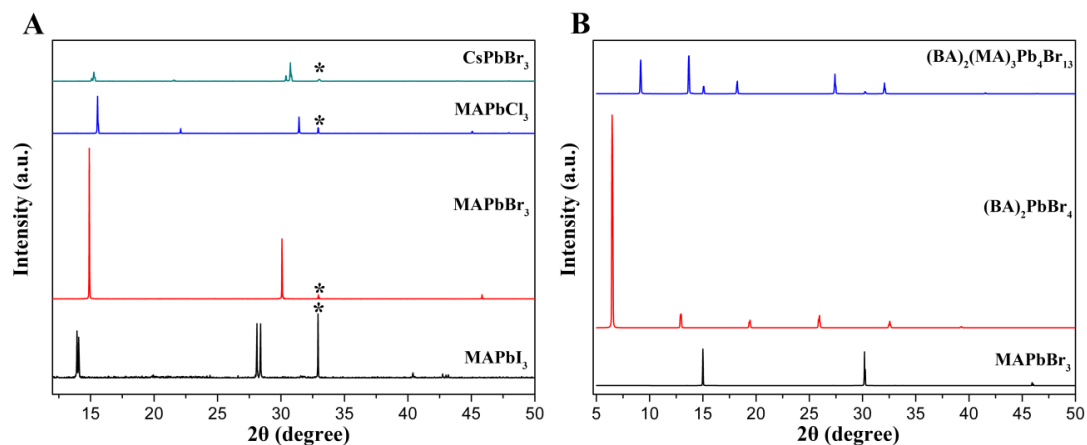 A
CsPbBr₃
*
MAPbCl₃
*
MAPbBr₃
*
*
MAPbI₃
Intensity (a.u.)
15 20 25 30 35 40 45 50
2θ (degree)
B
(BA)₂(MA)₃Pb₄Br₁₃
(BA)₂PbBr₄
MAPbBr₃
Intensity (a.u.)
5 10 15 20 25 30 35 40 45 50
2θ (degree)